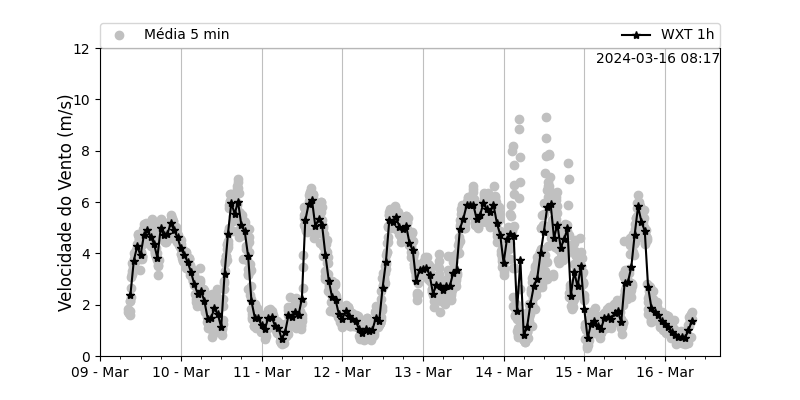 Média 5 min
WXT 1h
2024-03-16 08:17
Velocidade do Vento (m/s)
12
10
8
6
4
2
0
09 - Mar 10 - Mar 11 - Mar 12 - Mar 13 - Mar 14 - Mar 15 - Mar 16 - Mar